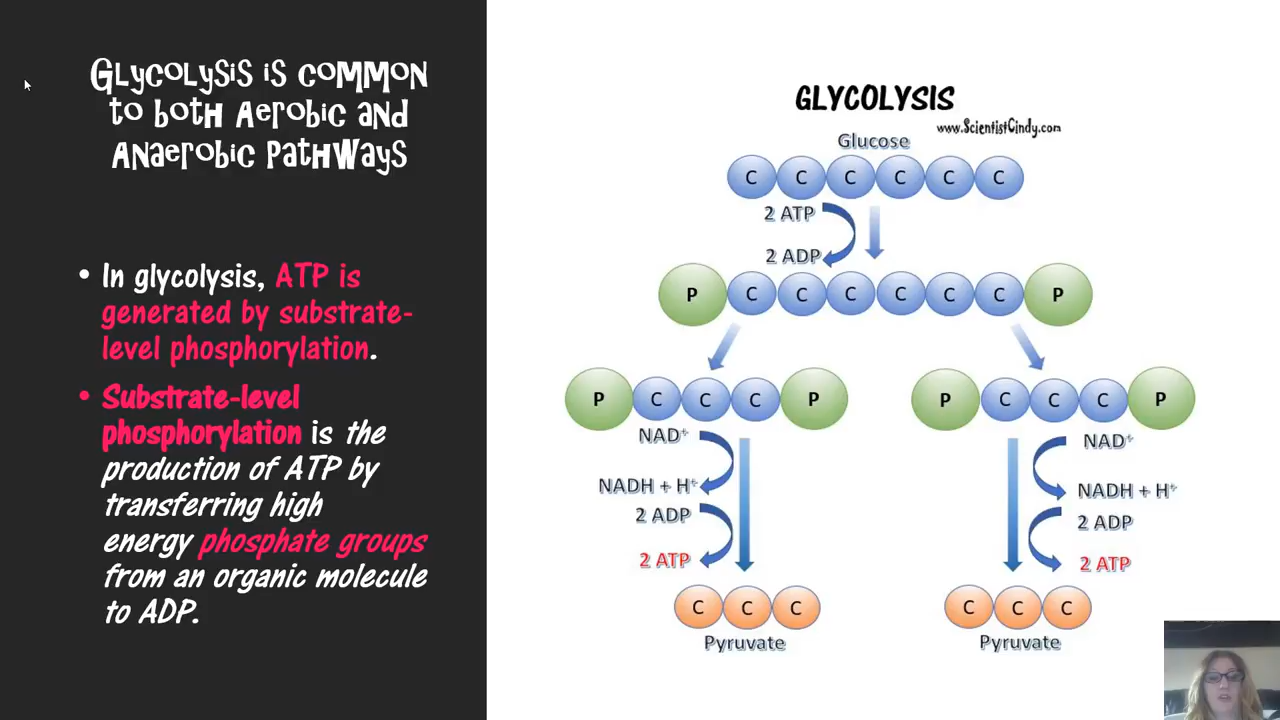 Glycolysis is common
to both Aerobic and
Anaerobic Pathways
• In glycolysis, ATP is
generated by substrate-
level phosphorylation.
• Substrate-level
phosphorylation is the
production of ATP by
transferring high
energy phosphate groups
from an organic molecule
to ADP.
GLYCOLYSIS
www.ScientistCindy.com
Glucose
C C C C C C
2 ATP
2 ADP
P C C C C C C P
P C C C P
P C C C P
NAD⁺
NADH + H⁺
2 ADP
2 ATP
NAD⁺
NADH + H⁺
2 ADP
2 ATP
C C C
Pyruvate
C C C
Pyruvate